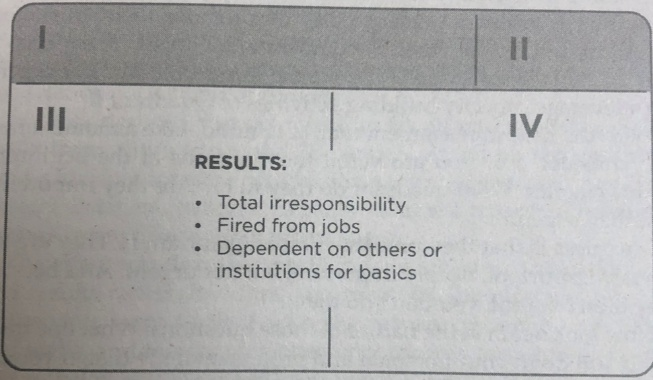 I
II
III
IV
RESULTS:
• Total irresponsibility
• Fired from jobs
• Dependent on others or
institutions for basics